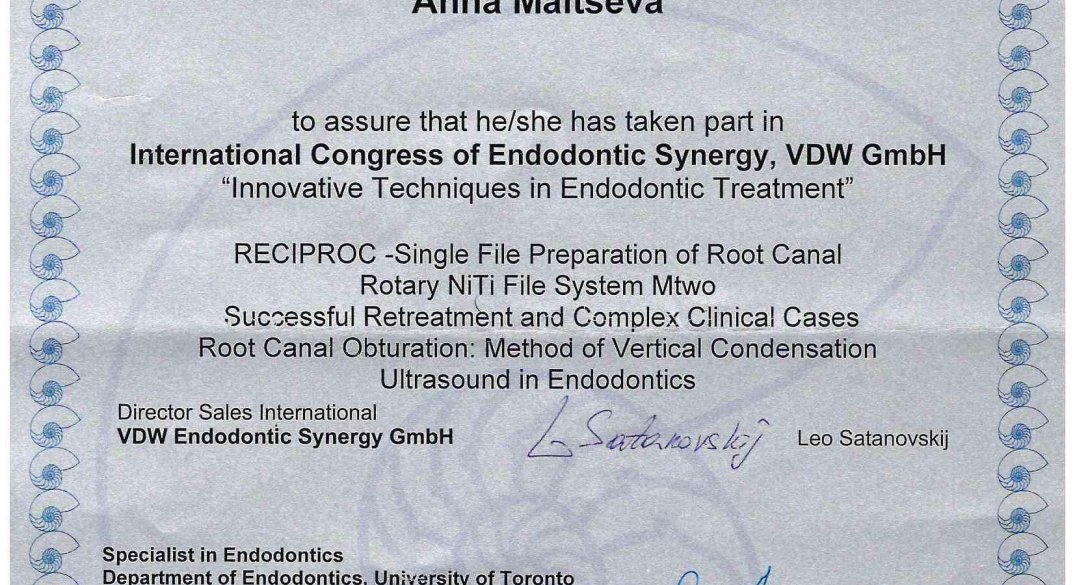 Anna Maltseva
to assure that he/she has taken part in
International Congress of Endodontic Synergy, VDW GmbH
“Innovative Techniques in Endodontic Treatment”
RECIPROC -Single File Preparation of Root Canal
Rotary NiTi File System Mtwo
Successful Retreatment and Complex Clinical Cases
Root Canal Obturation: Method of Vertical Condensation
Ultrasound in Endodontics
Director Sales International
VDW Endodontic Synergy GmbH
L Satanovskij Leo Satanovskij
Specialist in Endodontics
Department of Endodontics, University of Toronto